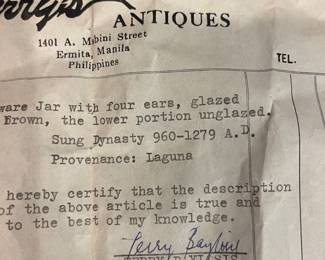 ANTIQUES
1401 A. Mabini Street
Ermita, Manila
Philippines
TEL.
ware Jar with four ears, glazed
Brown, the lower portion unglazed.
Sung Dynasty 960-1279 A.D.
Provenance: Laguna
hereby certify that the description
of the above article is true and
to the best of my knowledge.
Perry